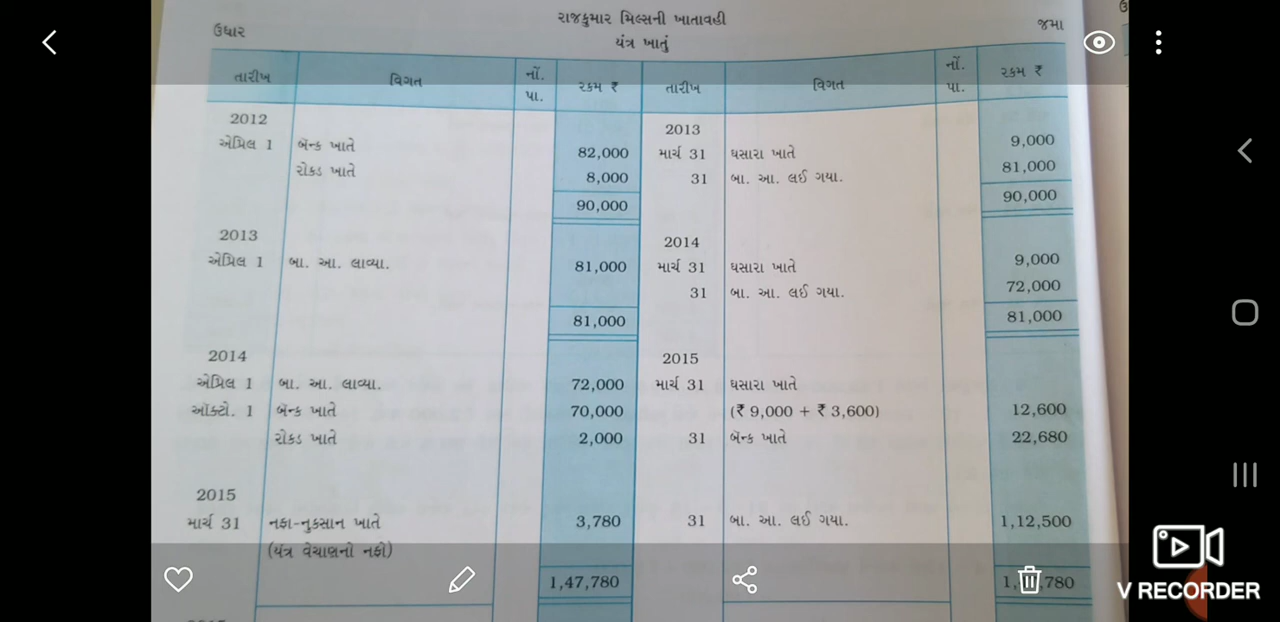 રાજકુમાર મિલ્સની ખાતાવહી
ઉધાર યંત્ર ખાતું જમા
તારીખ વિગત નોં. પા. રકમ ₹ તારીખ વિગત નોં. પા. રકમ ₹
2012 2013
એપ્રિલ 1 બૅન્ક ખાતે 82,000 માર્ચ 31 ઘસારા ખાતે 9,000
રોકડ ખાતે 8,000 31 બા. આ. લઈ ગયા. 81,000
90,000 90,000
2013 2014
એપ્રિલ 1 બા. આ. લાવ્યા. 81,000 માર્ચ 31 ઘસારા ખાતે 9,000
31 બા. આ. લઈ ગયા. 72,000
81,000 81,000
2014 2015
એપ્રિલ 1 બા. આ. લાવ્યા. 72,000 માર્ચ 31 ઘસારા ખાતે
ઑક્ટો. 1 બૅન્ક ખાતે 70,000 (₹ 9,000 + ₹ 3,600) 12,600
રોકડ ખાતે 2,000 31 બૅન્ક ખાતે 22,680
2015
માર્ચ 31 નફા-નુકસાન ખાતે 3,780 31 બા. આ. લઈ ગયા. 1,12,500
(યંત્ર વેચાણનો નફો)
1,47,780
V RECORDER